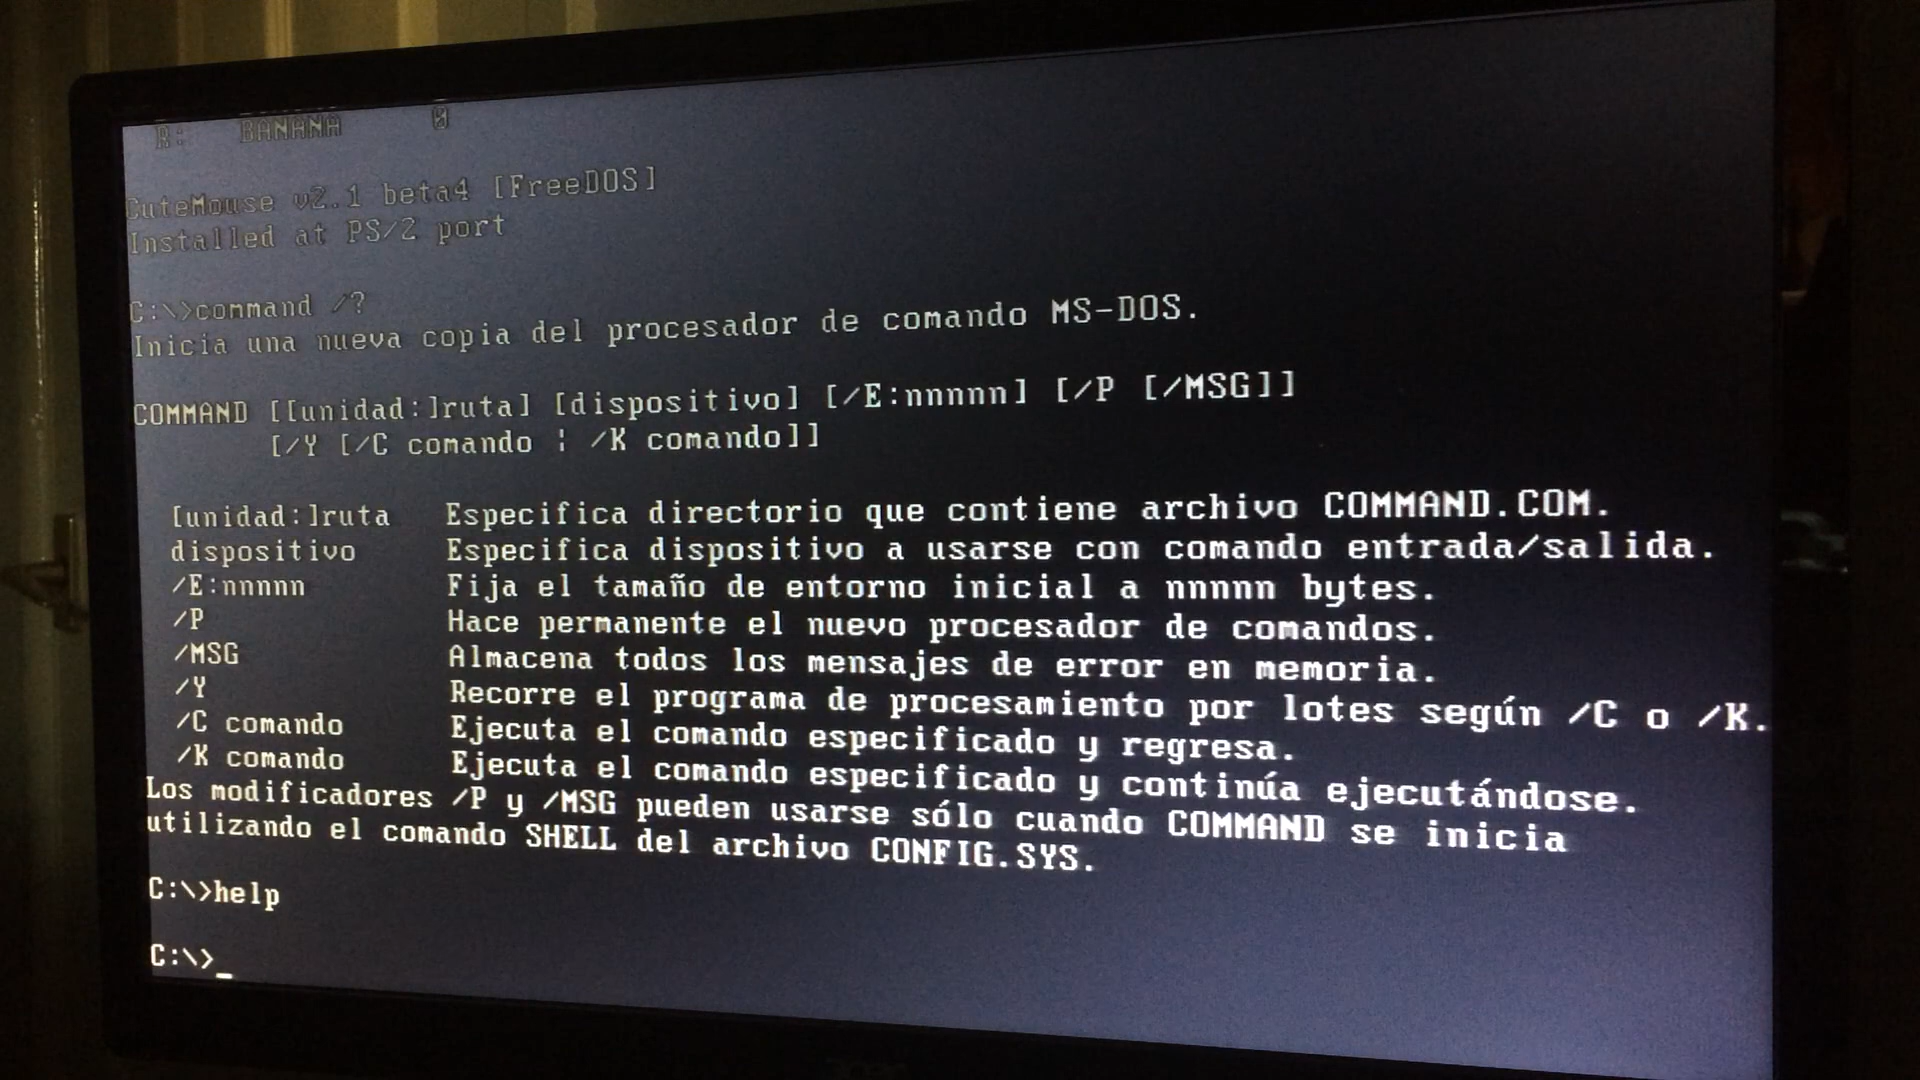 R: BANANA 0
CuteMouse v2.1 beta4 [FreeDOS]
Installed at PS/2 port
C:\>command /?
Inicia una nueva copia del procesador de comando MS-DOS.
COMMAND [[unidad:]ruta] [dispositivo] [/E:nnnnn] [/P [/MSG]]
[/Y [/C comando ¦ /K comando]]
[unidad:]ruta Especifica directorio que contiene archivo COMMAND.COM.
dispositivo Especifica dispositivo a usarse con comando entrada/salida.
/E:nnnnn Fija el tamaño de entorno inicial a nnnnn bytes.
/P Hace permanente el nuevo procesador de comandos.
/MSG Almacena todos los mensajes de error en memoria.
/Y Recorre el programa de procesamiento por lotes según /C o /K.
/C comando Ejecuta el comando especificado y regresa.
/K comando Ejecuta el comando especificado y continúa ejecutándose.
Los modificadores /P y /MSG pueden usarse sólo cuando COMMAND se inicia
utilizando el comando SHELL del archivo CONFIG.SYS.
C:\>help
C:\>_